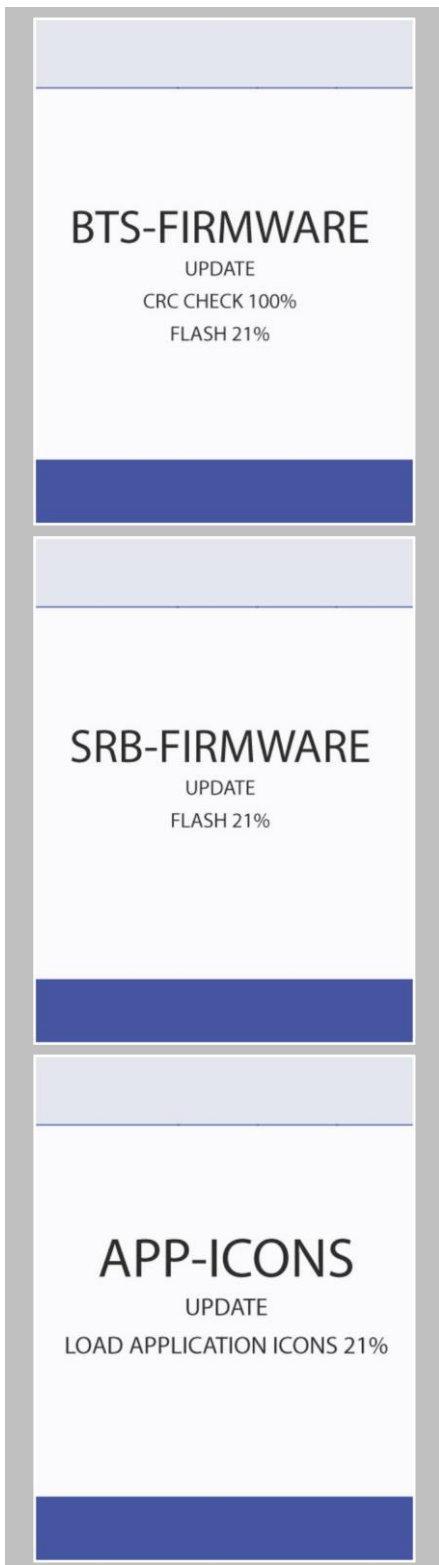 BTS-FIRMWARE
UPDATE
CRC CHECK 100%
FLASH 21%
SRB-FIRMWARE
UPDATE
FLASH 21%
APP-ICONS
UPDATE
LOAD APPLICATION ICONS 21%